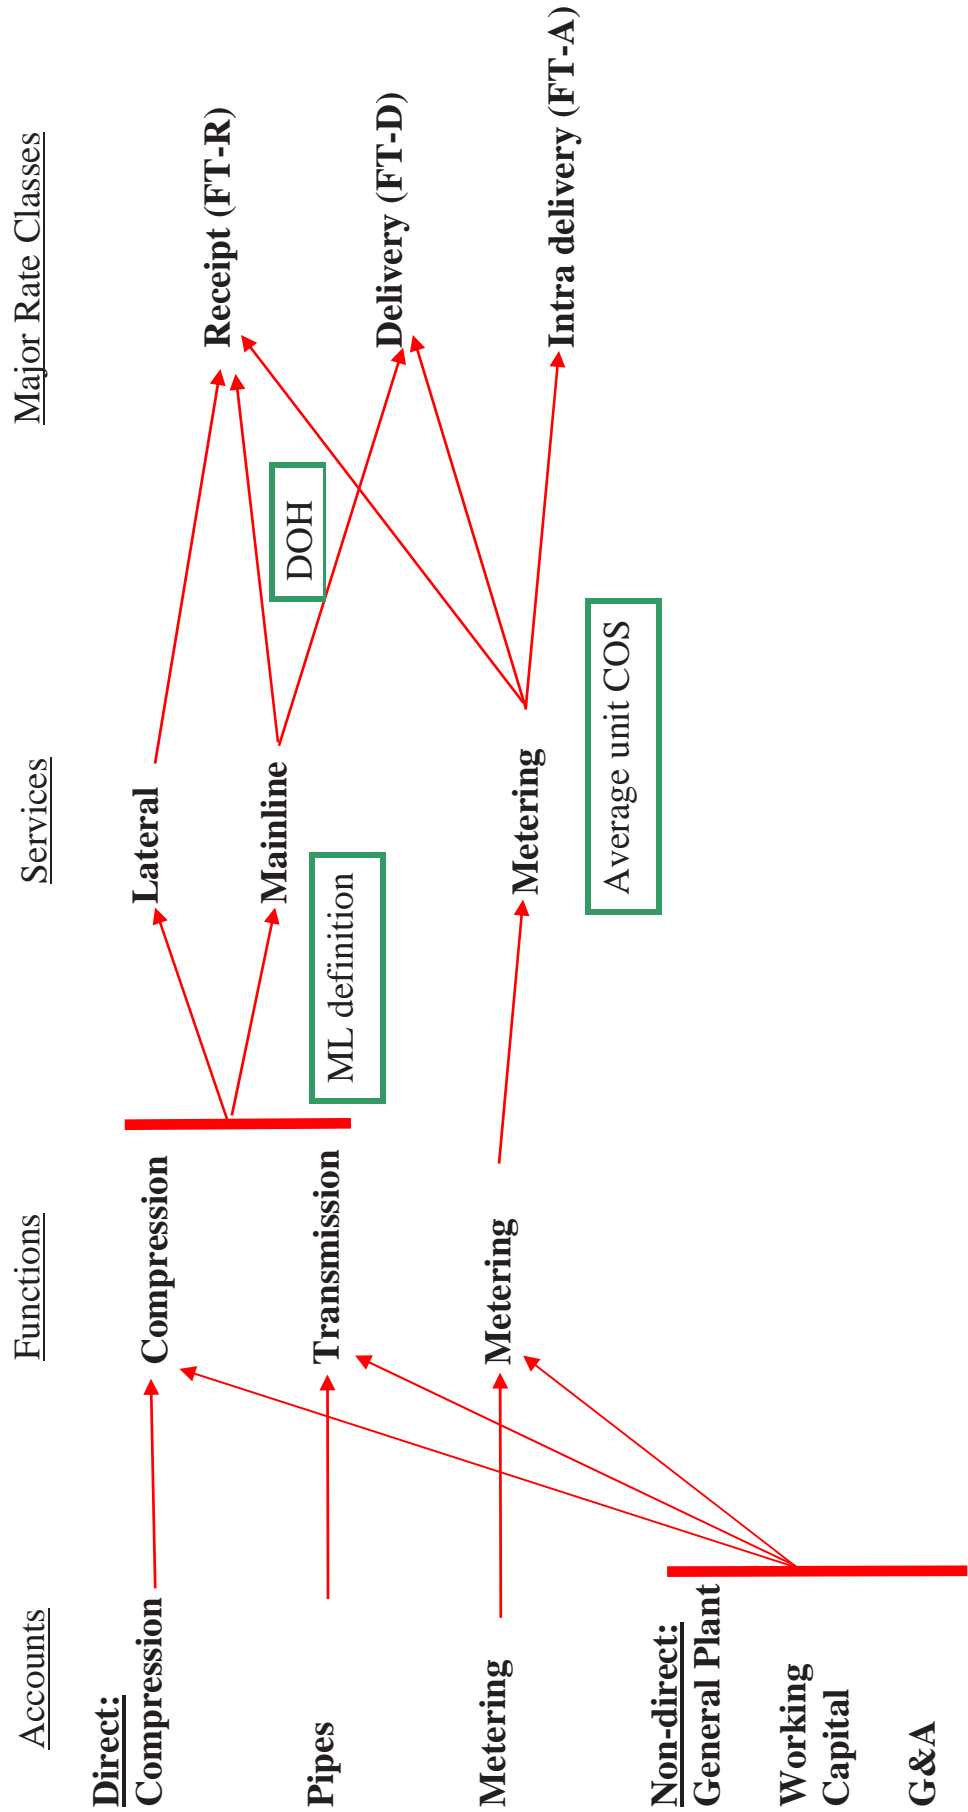 Accounts
Functions
Services
Major Rate Classes
Direct:
Compression
Compression
Lateral
Receipt (FT-R)
Pipes
Transmission
Mainline
ML definition
DOH
Delivery (FT-D)
Metering
Metering
Metering
Average unit COS
Intra delivery (FT-A)
Non-direct:
General Plant
Working
Capital
G&A